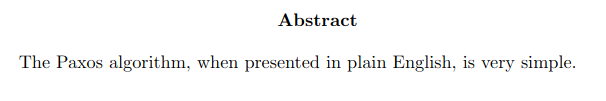 Abstract
The Paxos algorithm, when presented in plain English, is very simple.